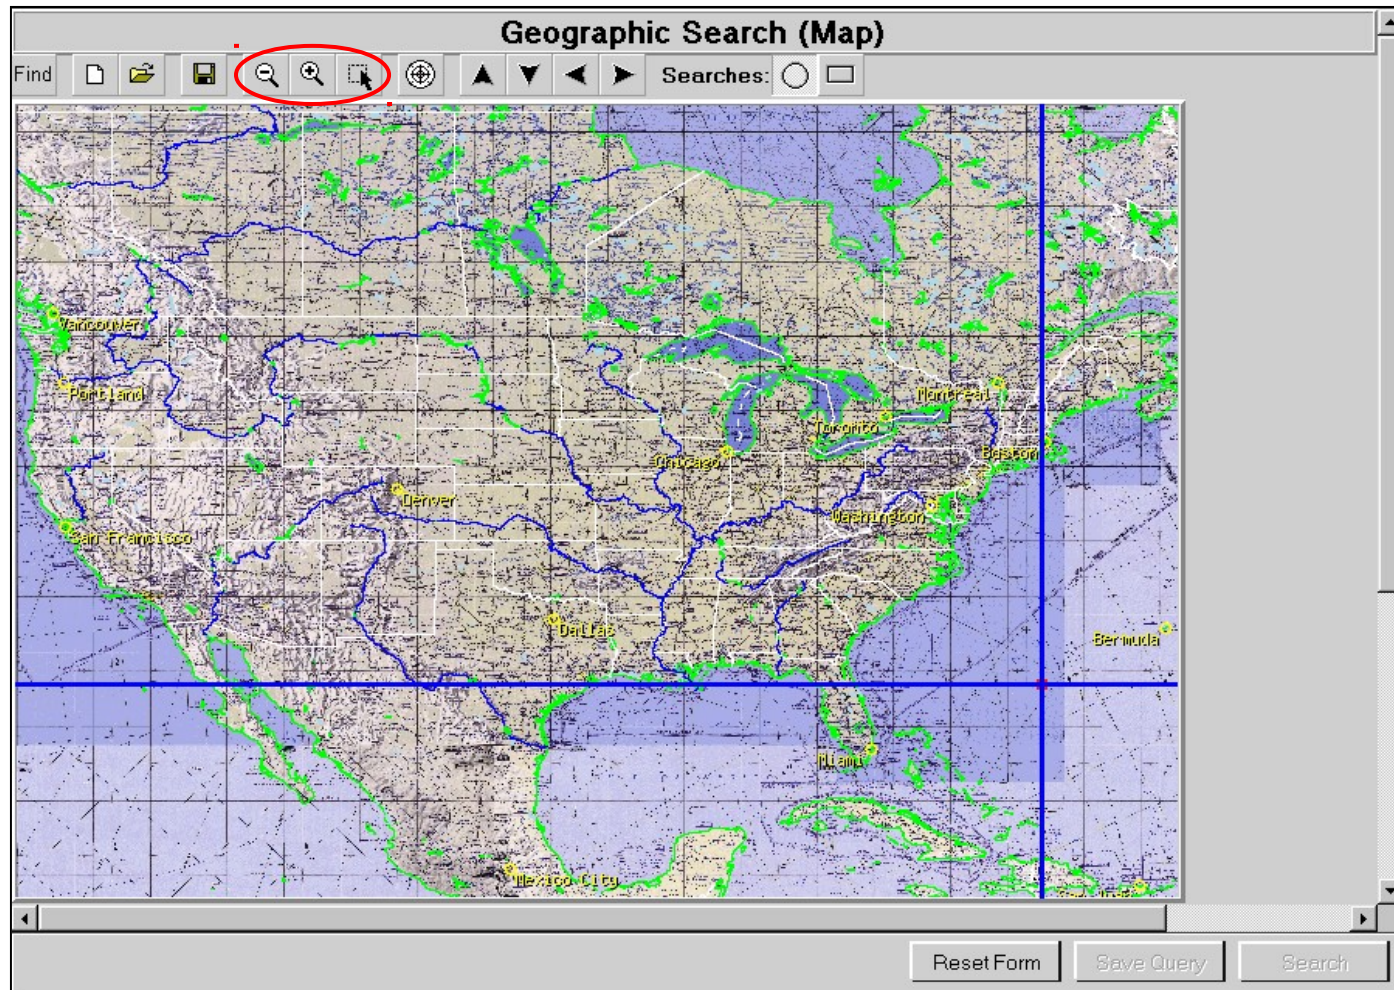 Geographic Search (Map)
Find
Searches:
Vancouver
Portland
Montreal
Toronto
Boston
Chicago
Denver
Washington
San Francisco
Dallas
Bermuda
Miami
Mexico City
Reset Form
Save Query
Search